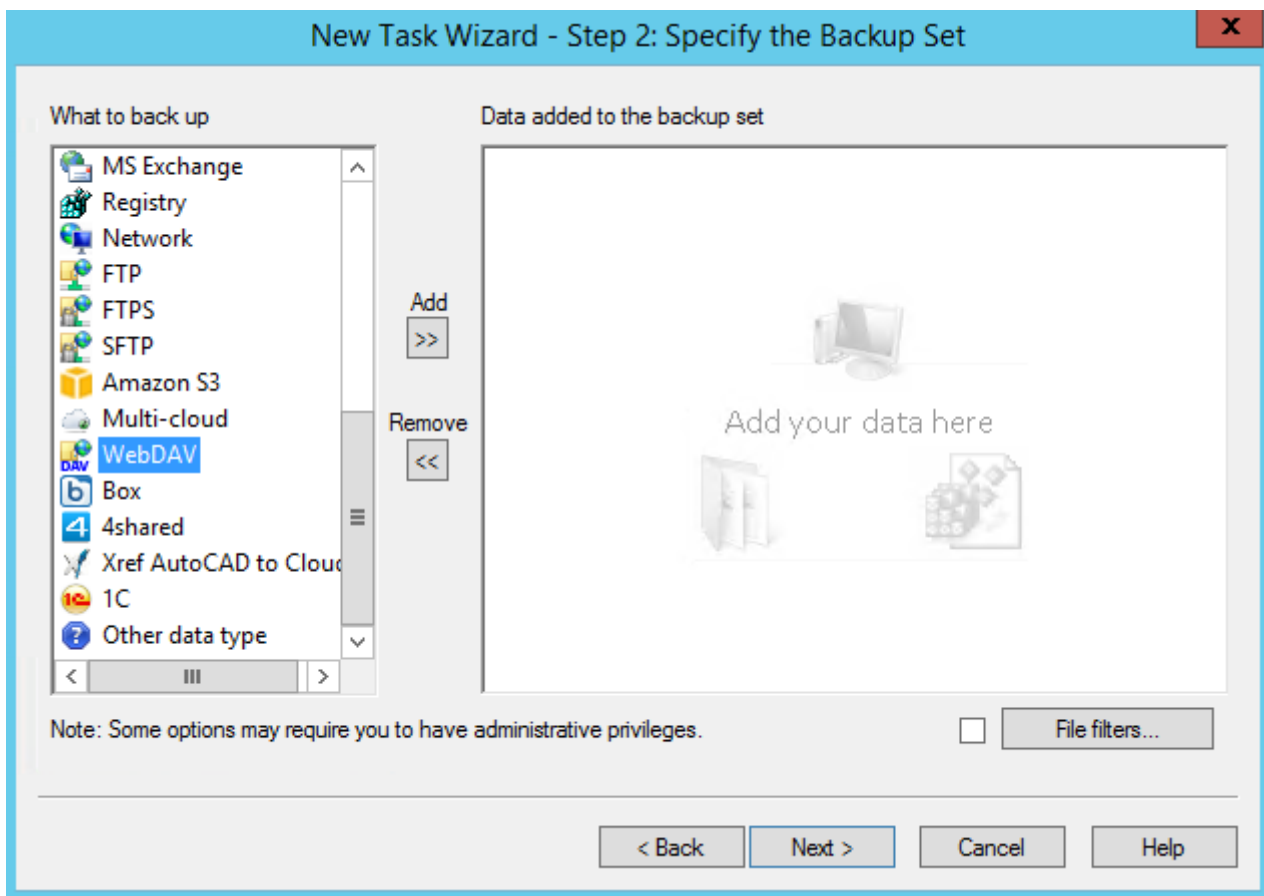 New Task Wizard - Step 2: Specify the Backup Set
x
What to back up
Data added to the backup set
MS Exchange
Registry
Network
FTP
FTPS
SFTP
Amazon S3
Multi-cloud
DAV WebDAV
b Box
4 4shared
Xref AutoCAD to Cloud
1C 1C
? Other data type
Add
>>
Remove
<<
Add your data here
Note: Some options may require you to have administrative privileges.
File filters...
< Back
Next >
Cancel
Help